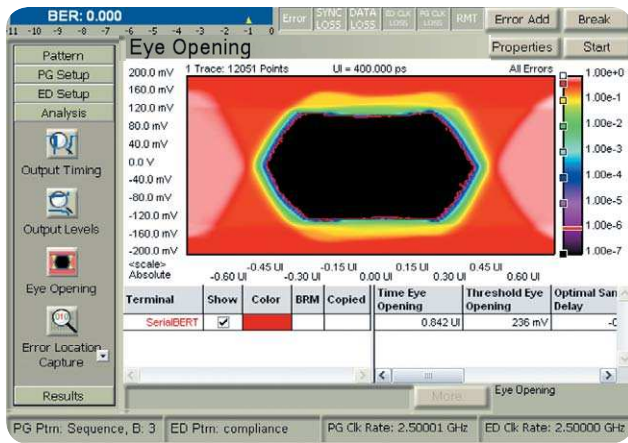 BER: 0.000
-11 -10 -9 -8 -7 -6 -5 -4 -3 -2 -1 0
Error
SYNC LOSS
DATA LOSS
ED CLK LOSS
PG CLK LOSS
RMT
Error Add
Break
Eye Opening
Properties
Start
Pattern
PG Setup
ED Setup
Analysis
Output Timing
Output Levels
Eye Opening
Error Location Capture
Results
1 Trace: 12051 Points
UI = 400.000 ps
All Errors
200.0 mV
160.0 mV
120.0 mV
80.0 mV
40.0 mV
0.0 V
-40.0 mV
-80.0 mV
-120.0 mV
-160.0 mV
-200.0 mV
1.00e+0
1.00e-1
1.00e-2
1.00e-3
1.00e-4
1.00e-5
1.00e-6
1.00e-7
<scale>
Absolute
-0.60 UI -0.45 UI -0.30 UI -0.15 UI 0.00 UI 0.15 UI 0.30 UI 0.45 UI 0.60 UI
Terminal Show Color BRM Copied Time Eye Opening Threshold Eye Opening Optimal San Delay
SerialBERT 0.842 UI 236 mV -0
More
Eye Opening
PG Ptrn: Sequence, B: 3
ED Ptrn: compliance
PG Clk Rate: 2.50001 GHz
ED Clk Rate: 2.50000 GHz